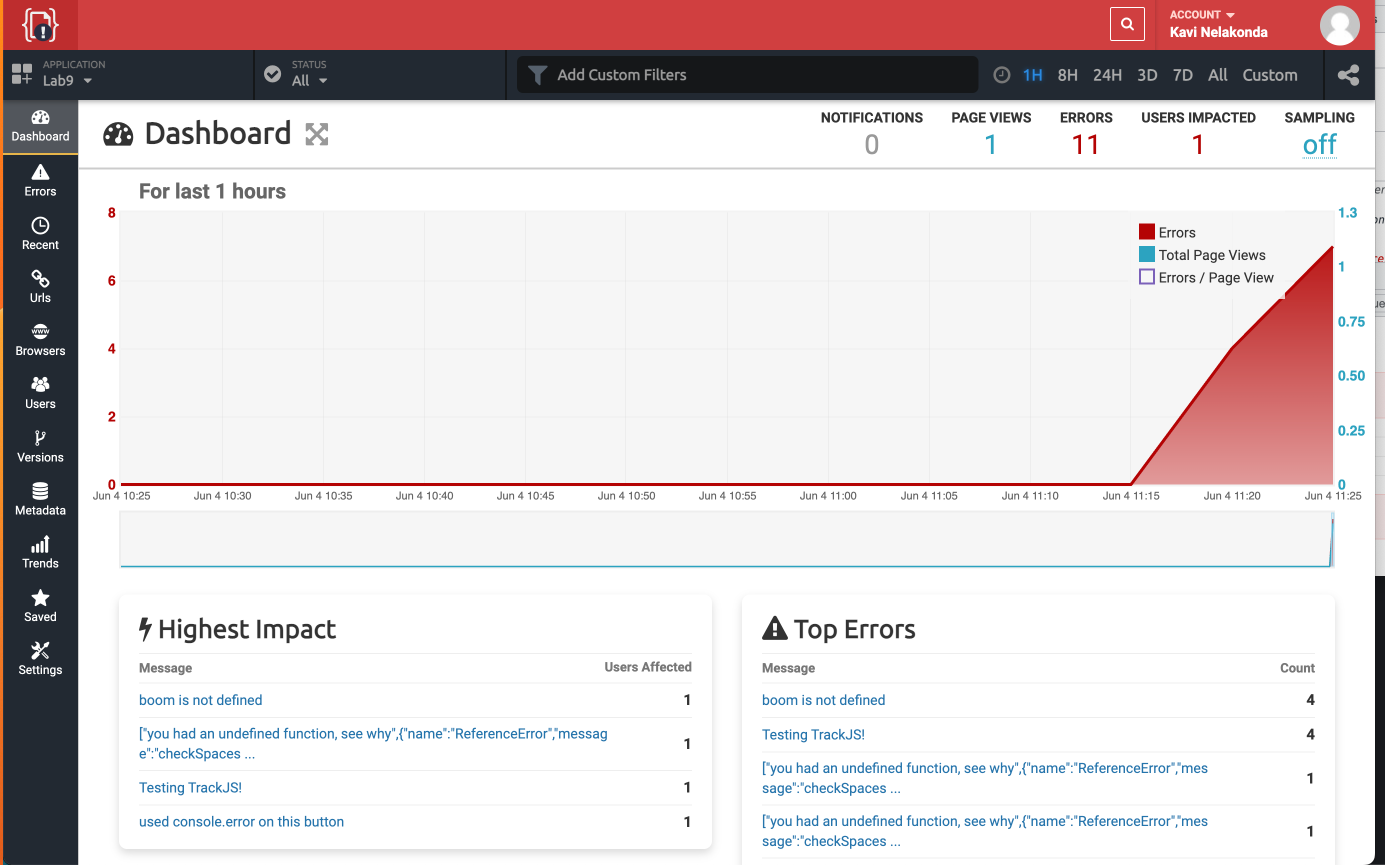 ACCOUNT
Kavi Nelakonda
APPLICATION
Lab9
STATUS
All
Add Custom Filters
1H 8H 24H 3D 7D All Custom
Dashboard
Errors
Recent
Urls
www
Browsers
Users
Versions
Metadata
Trends
Saved
Settings
Dashboard
NOTIFICATIONS
0
PAGE VIEWS
1
ERRORS
11
USERS IMPACTED
1
SAMPLING
off
For last 1 hours
8
6
4
2
0
1.3
1
0.75
0.50
0.25
0
Errors
Total Page Views
Errors / Page View
Jun 4 10:25 Jun 4 10:30 Jun 4 10:35 Jun 4 10:40 Jun 4 10:45 Jun 4 10:50 Jun 4 10:55 Jun 4 11:00 Jun 4 11:05 Jun 4 11:10 Jun 4 11:15 Jun 4 11:20 Jun 4 11:25
Highest Impact
Message Users Affected
boom is not defined 1
["you had an undefined function, see why",{"name":"ReferenceError","messag
e":"checkSpaces ... 1
Testing TrackJS! 1
used console.error on this button 1
Top Errors
Message Count
boom is not defined 4
Testing TrackJS! 4
["you had an undefined function, see why",{"name":"ReferenceError","mes
sage":"checkSpaces ... 1
["you had an undefined function, see why",{"name":"ReferenceError","mes
sage":"checkSpaces ... 1